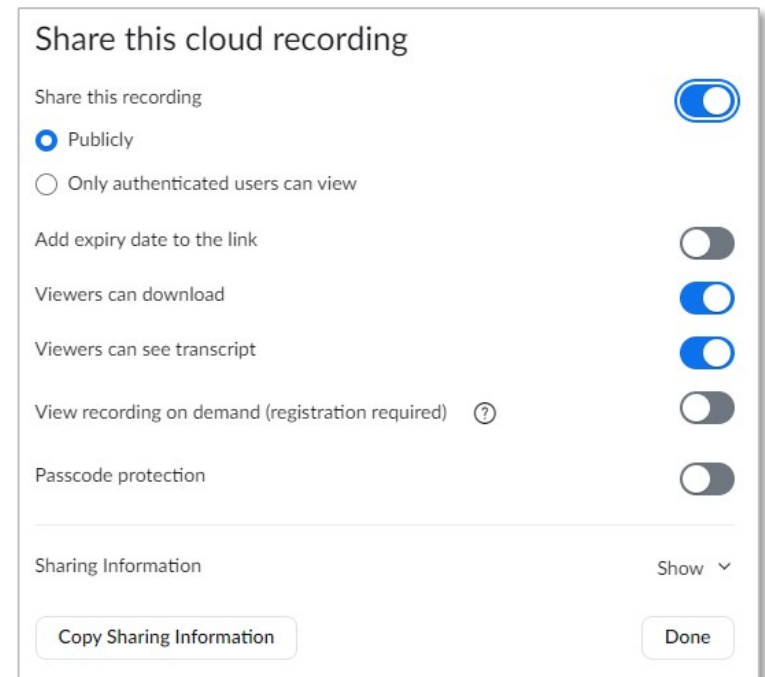 Share this cloud recording
Share this recording
Publicly
Only authenticated users can view
Add expiry date to the link
Viewers can download
Viewers can see transcript
View recording on demand (registration required) ?
Passcode protection
Sharing Information Show
Copy Sharing Information Done